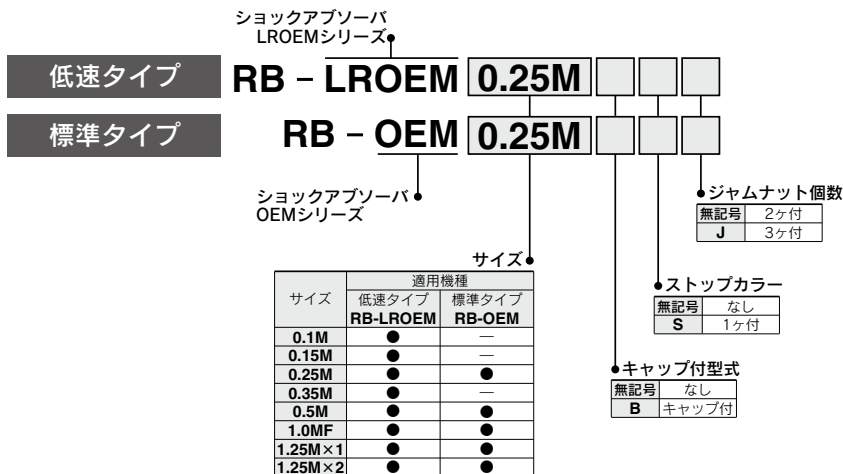 ショックアブソーバ
LROEMシリーズ
低速タイプ RB－LROEM 0.25M
標準タイプ RB－OEM 0.25M
ショックアブソーバ
OEMシリーズ
ジャムナット個数
無記号 2ヶ付
J 3ヶ付
ストップカラー
無記号 なし
S 1ヶ付
キャップ付型式
無記号 なし
B キャップ付
サイズ
サイズ 適用機種
低速タイプ 標準タイプ
RB-LROEM RB-OEM
0.1M ● —
0.15M ● —
0.25M ● ●
0.35M ● —
0.5M ● ●
1.0MF ● ●
1.25M×1 ● ●
1.25M×2 ● ●